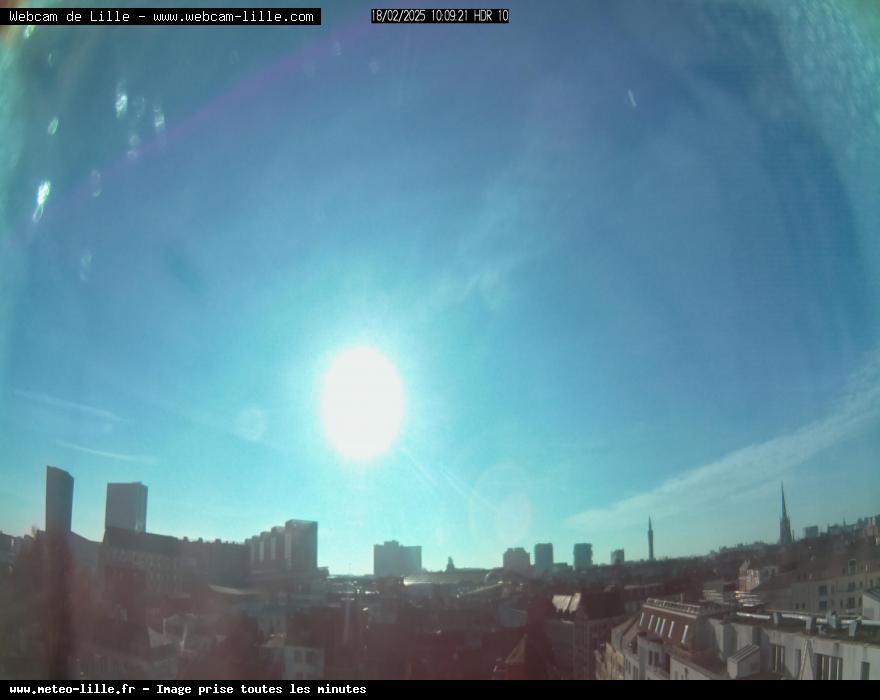 Webcam de Lille - www.webcam-lille.com
18/02/2025 10:09:21 HDR 10
www.meteo-lille.fr - Image prise toutes les minutes